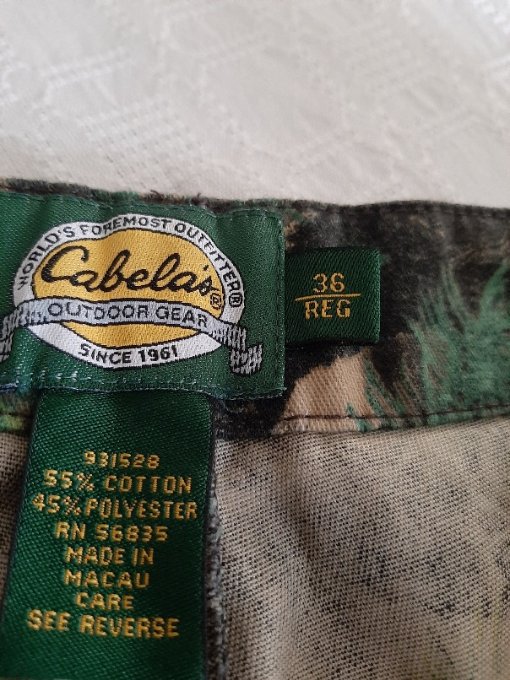 WORLD'S FOREMOST OUTFITTER®
Cabela's®
OUTDOOR GEAR
SINCE 1961
36
REG
931528
55% COTTON
45% POLYESTER
RN 56835
MADE IN
MACAU
CARE
SEE REVERSE